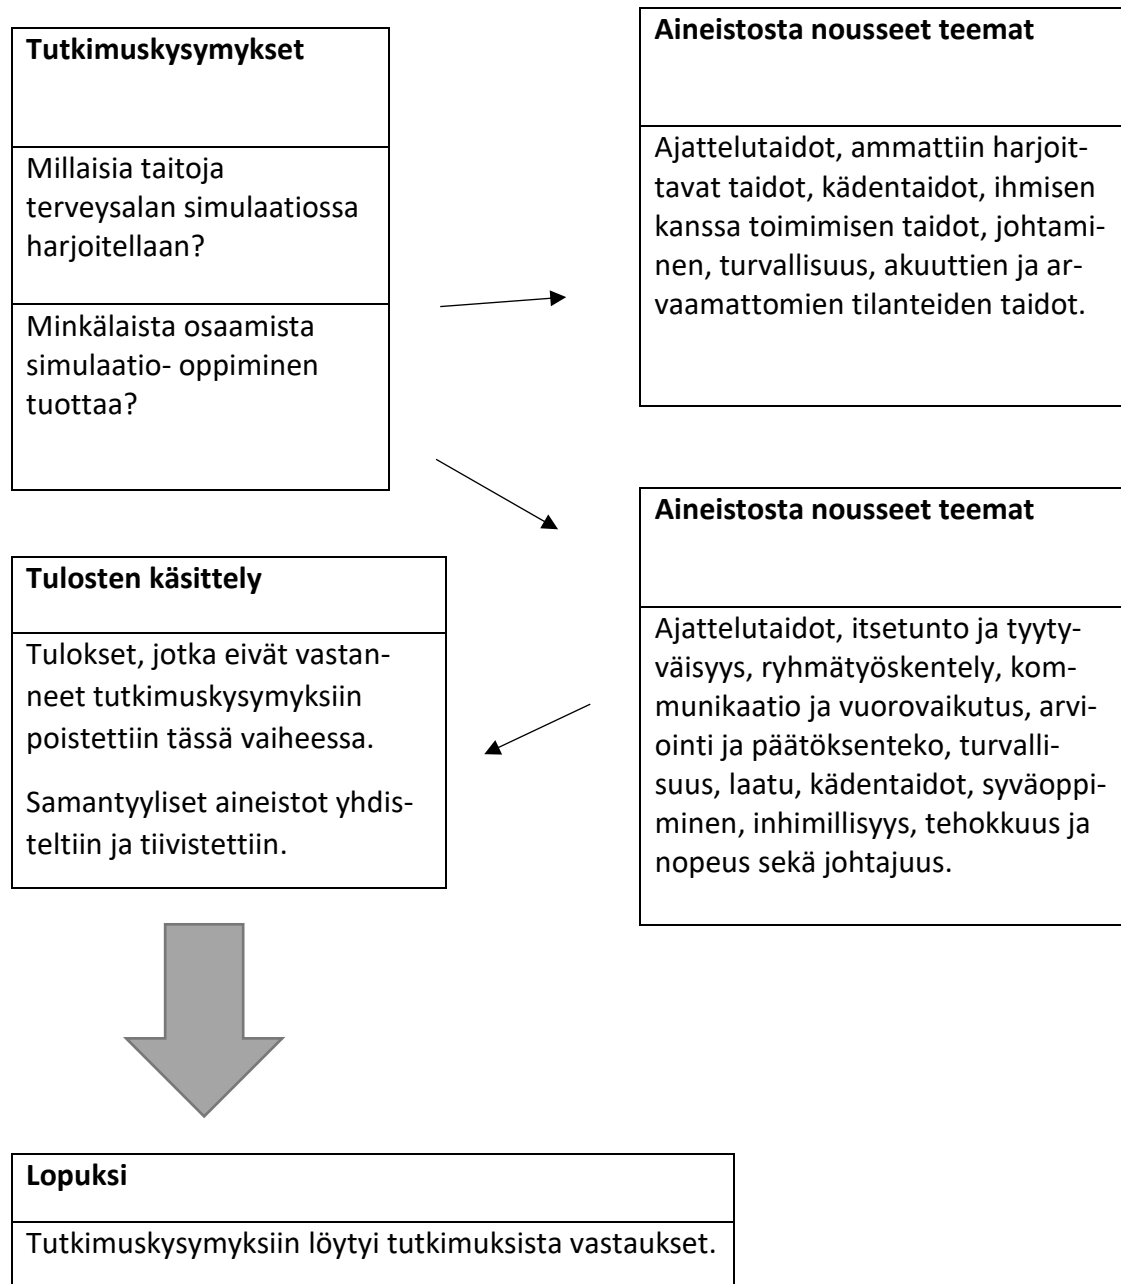 Tutkimuskysymykset
Millaisia taitoja
terveysalan simulaatiossa
harjoitellaan?
Minkälaista osaamista
simulaatio- oppiminen
tuottaa?
Aineistosta nousseet teemat
Ajattelutaidot, ammattiin harjoit-
tavat taidot, kädentaidot, ihmisen
kanssa toimimisen taidot, johtami-
nen, turvallisuus, akuuttien ja ar-
vaamattomien tilanteiden taidot.
Aineistosta nousseet teemat
Ajattelutaidot, itsetunto ja tyyty-
väisyys, ryhmätyöskentely, kom-
munikaatio ja vuorovaikutus, arvi-
ointi ja päätöksenteko, turvalli-
suus, laatu, kädentaidot, syväoppi-
minen, inhimillisyys, tehokkuus ja
nopeus sekä johtajuus.
Tulosten käsittely
Tulokset, jotka eivät vastan-
neet tutkimuskysymyksiin
poistettiin tässä vaiheessa.
Samantyyliset aineistot yhdis-
teltiin ja tiivistettiin.
Lopuksi
Tutkimuskysymyksiin löytyi tutkimuksista vastaukset.